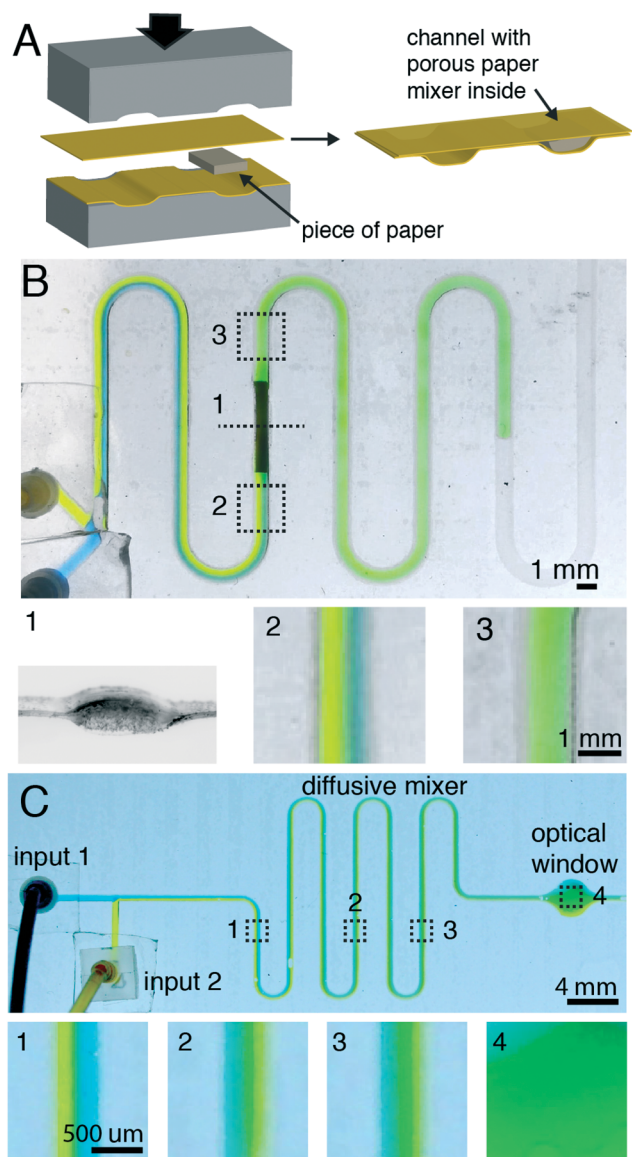 A
channel with
porous paper
mixer inside
piece of paper
B
3
1
2
1 mm
1
2
3
1 mm
C
diffusive mixer
input 1
optical
window
2
1
3
4
input 2
4 mm
1
2
3
4
500 um